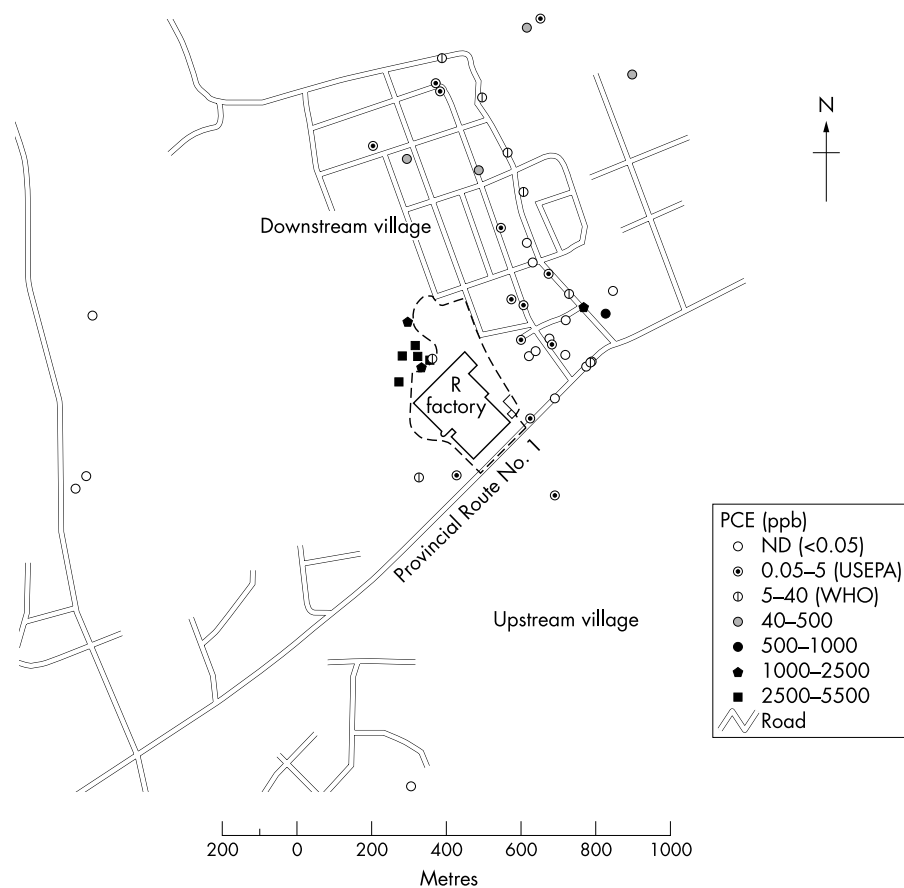 N
Downstream village
R
factory
Provincial Route No. 1
Upstream village
PCE (ppb)
ND (<0.05)
0.05–5 (USEPA)
5–40 (WHO)
40–500
500–1000
1000–2500
2500–5500
Road
200 0 200 400 600 800 1000
Metres